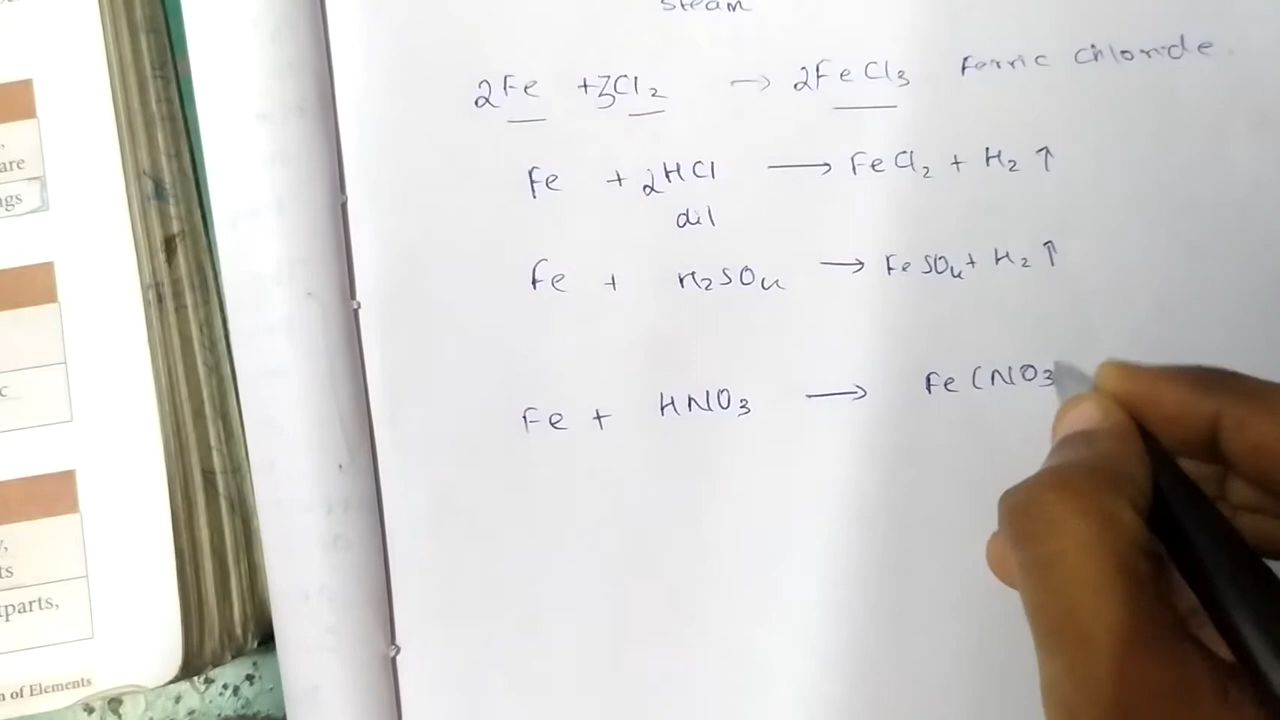 steam
2Fe + 3Cl2 → 2FeCl3 Ferric chloride.
Fe + 2HCl → FeCl2 + H2 ↑
dil
Fe + H2SO4 → FeSO4 + H2 ↑
Fe + HNO3 → Fe(NO3
are
gs
c
ts
parts,
n of Elements